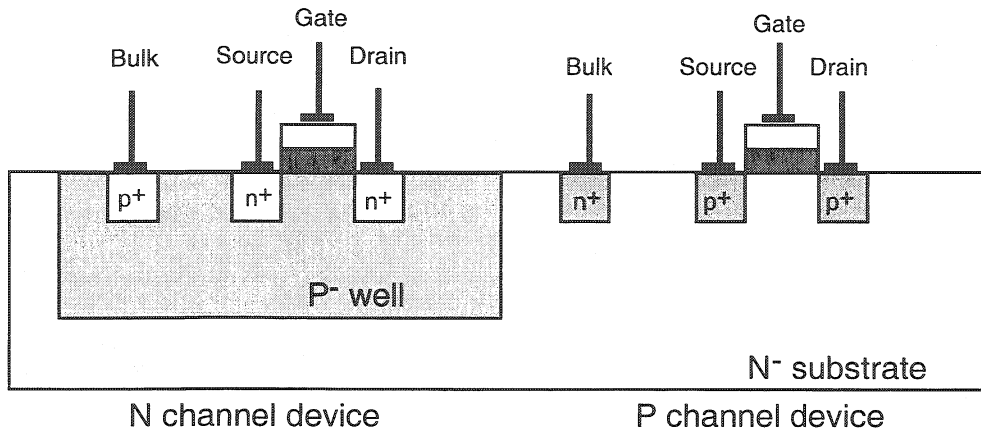 Gate
Gate
Bulk Source Drain
Bulk Source Drain
p+ n+ n+ n+ p+ p+
P- well
N- substrate
N channel device P channel device